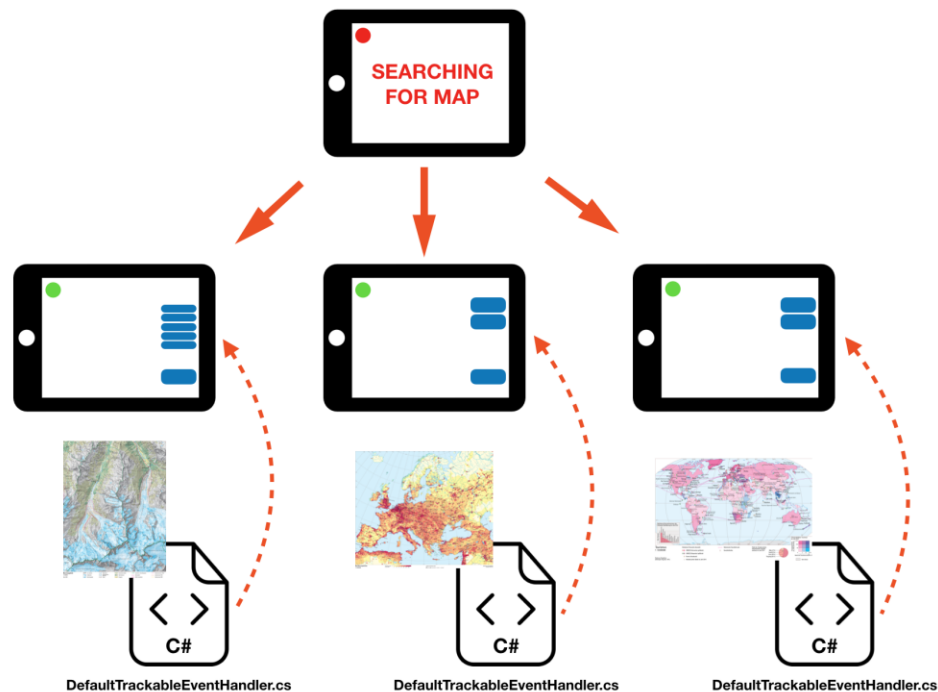 SEARCHING
FOR MAP
C#
C#
C#
DefaultTrackableEventHandler.cs
DefaultTrackableEventHandler.cs
DefaultTrackableEventHandler.cs